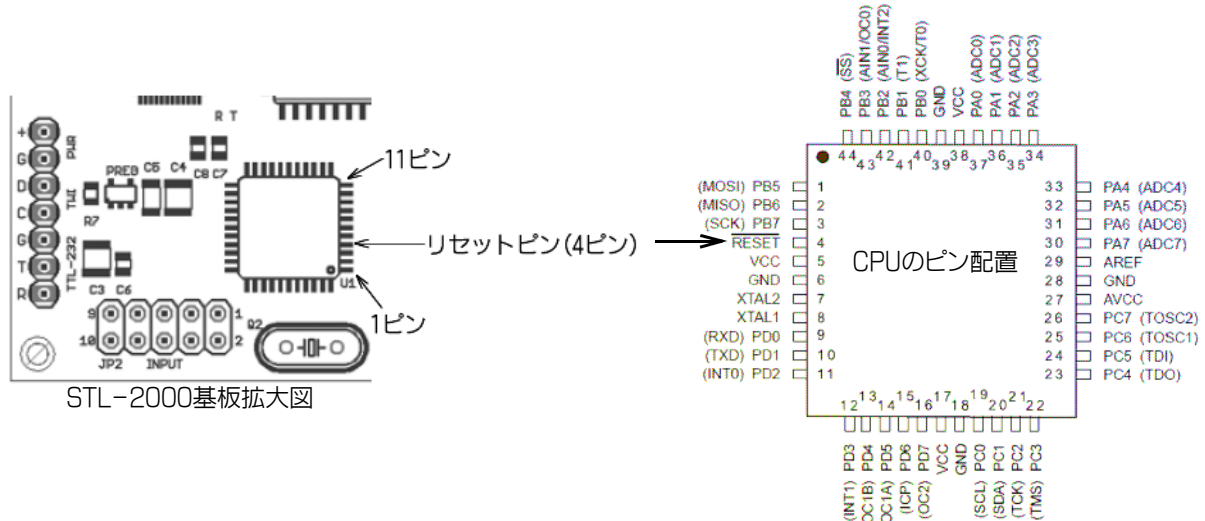 R T
+
G
D
C
G
T
R
PWR
TWI
TTL-232
PRE0
C5
C4
C8
C7
R7
C3
C6
U1
11ピン
リセットピン(4ピン)
1ピン
Q2
9
1
10
2
JP2
INPUT
STL-2000基板拡大図
PB4 (SS)
PB3 (AIN1/OC0)
PB2 (AIN0/INT2)
PB1 (T1)
PB0 (XCK/T0)
GND
VCC
PA0 (ADC0)
PA1 (ADC1)
PA2 (ADC2)
PA3 (ADC3)
44 43 42 41 40 39 38 37 36 35 34
(MOSI) PB5 1
(MISO) PB6 2
(SCK) PB7 3
RESET 4
VCC 5
GND 6
XTAL2 7
XTAL1 8
(RXD) PD0 9
(TXD) PD1 10
(INT0) PD2 11
CPUのピン配置
33 PA4 (ADC4)
32 PA5 (ADC5)
31 PA6 (ADC6)
30 PA7 (ADC7)
29 AREF
28 GND
27 AVCC
26 PC7 (TOSC2)
25 PC6 (TOSC1)
24 PC5 (TDI)
23 PC4 (TDO)
12 13 14 15 16 17 18 19 20 21 22
(INT1) PD3
OC1B) PD4
OC1A) PD5
(ICP) PD6
(OC2) PD7
VCC
GND
(SCL) PC0
(SDA) PC1
(TCK) PC2
(TMS) PC3